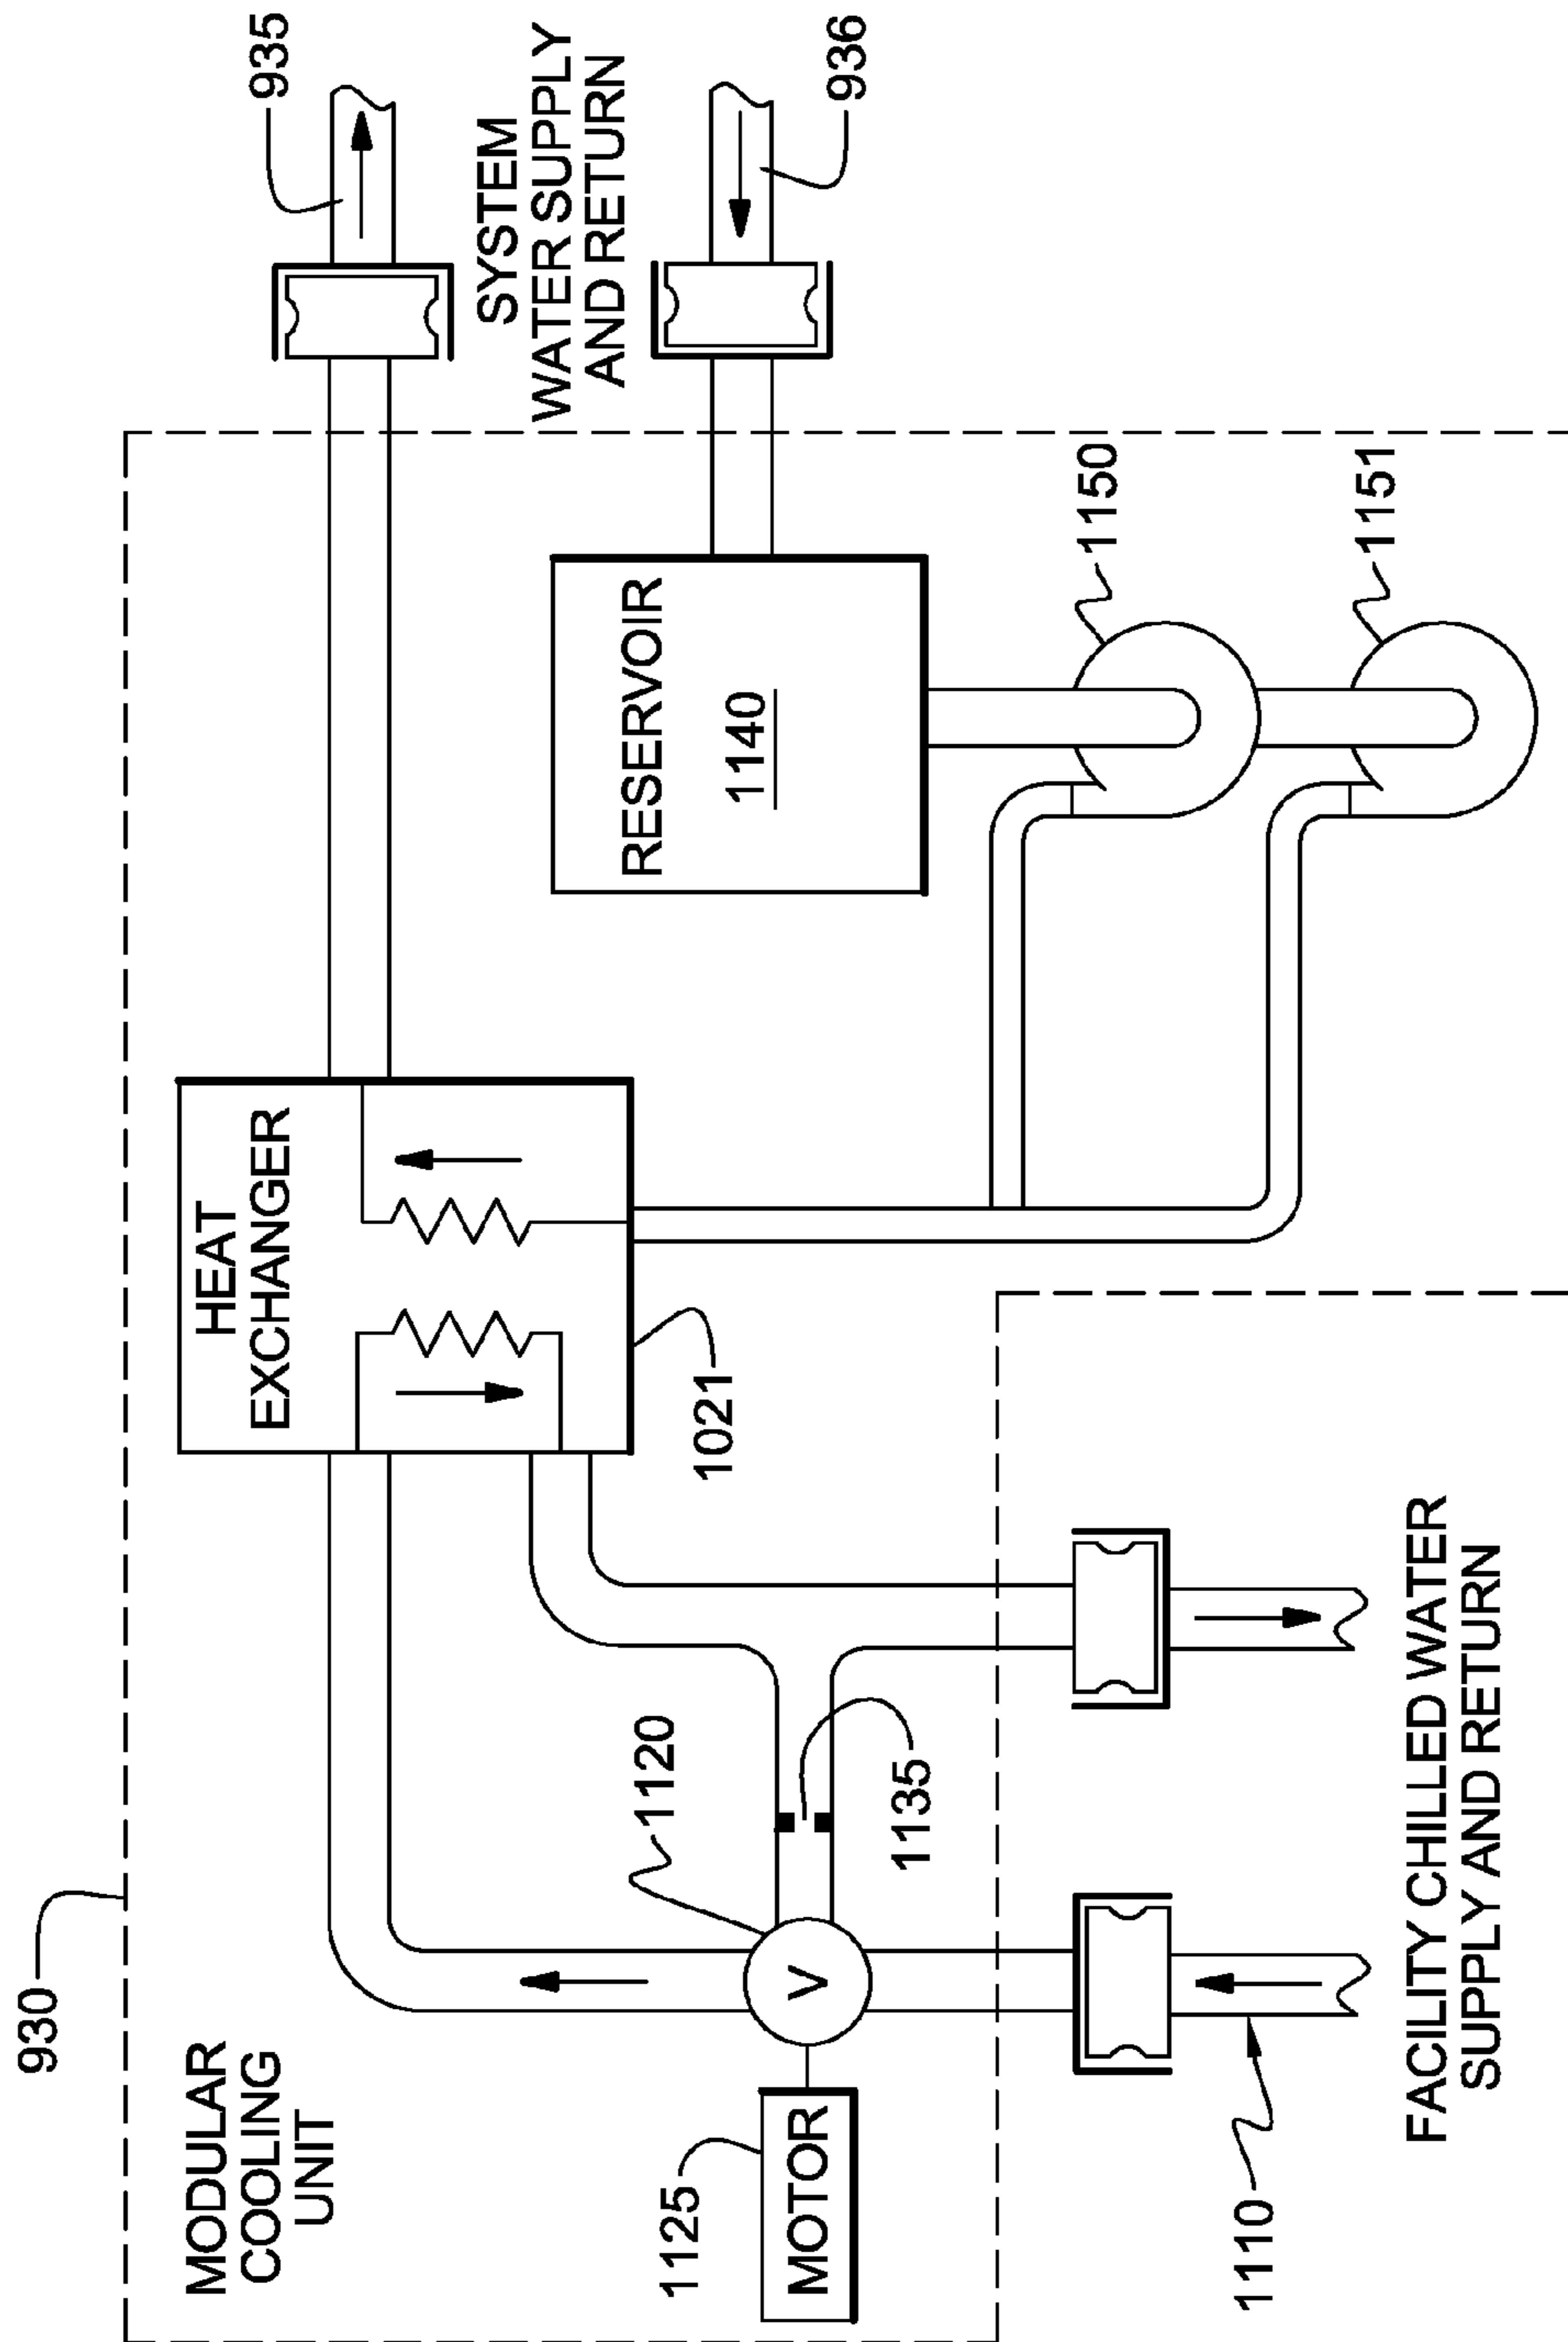 930
MODULAR
COOLING
UNIT
HEAT
EXCHANGER
935
SYSTEM
WATER SUPPLY
AND RETURN
936
RESERVOIR
1140
1125
MOTOR
V
1120
1135
1021
1150
1151
1110
FACILITY CHILLED WATER
SUPPLY AND RETURN